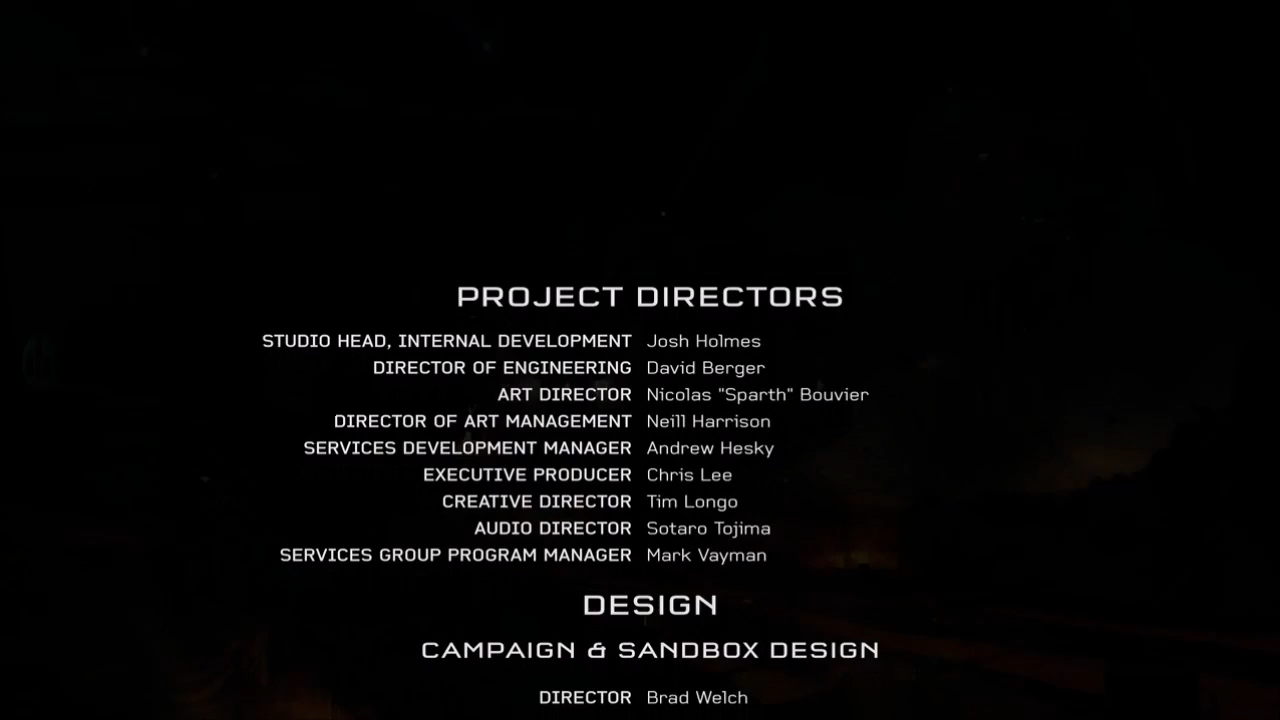 PROJECT DIRECTORS
STUDIO HEAD, INTERNAL DEVELOPMENT Josh Holmes
DIRECTOR OF ENGINEERING David Berger
ART DIRECTOR Nicolas "Sparth" Bouvier
DIRECTOR OF ART MANAGEMENT Neill Harrison
SERVICES DEVELOPMENT MANAGER Andrew Hesky
EXECUTIVE PRODUCER Chris Lee
CREATIVE DIRECTOR Tim Longo
AUDIO DIRECTOR Sotaro Tojima
SERVICES GROUP PROGRAM MANAGER Mark Vayman
DESIGN
CAMPAIGN & SANDBOX DESIGN
DIRECTOR Brad Welch